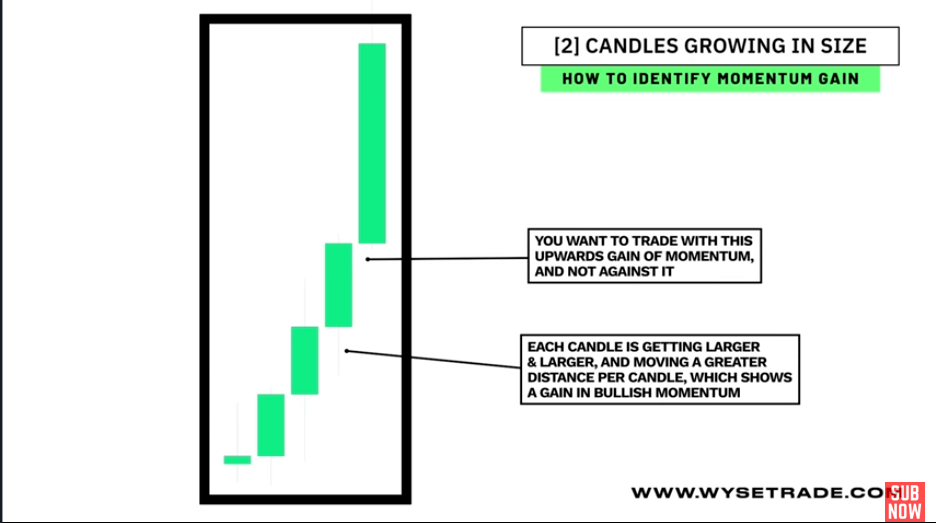 [2] CANDLES GROWING IN SIZE
HOW TO IDENTIFY MOMENTUM GAIN
YOU WANT TO TRADE WITH THIS
UPWARDS GAIN OF MOMENTUM,
AND NOT AGAINST IT
EACH CANDLE IS GETTING LARGER
& LARGER, AND MOVING A GREATER
DISTANCE PER CANDLE, WHICH SHOWS
A GAIN IN BULLISH MOMENTUM
WWW.WYSETRADE.COM
SUB
NOW